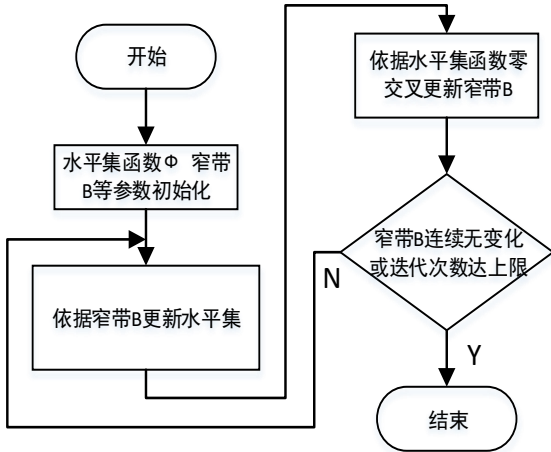 开始
水平集函数Φ 窄带
B等参数初始化
依据窄带B更新水平集
依据水平集函数零
交叉更新窄带B
窄带B连续无变化
或迭代次数达上限
N
Y
结束